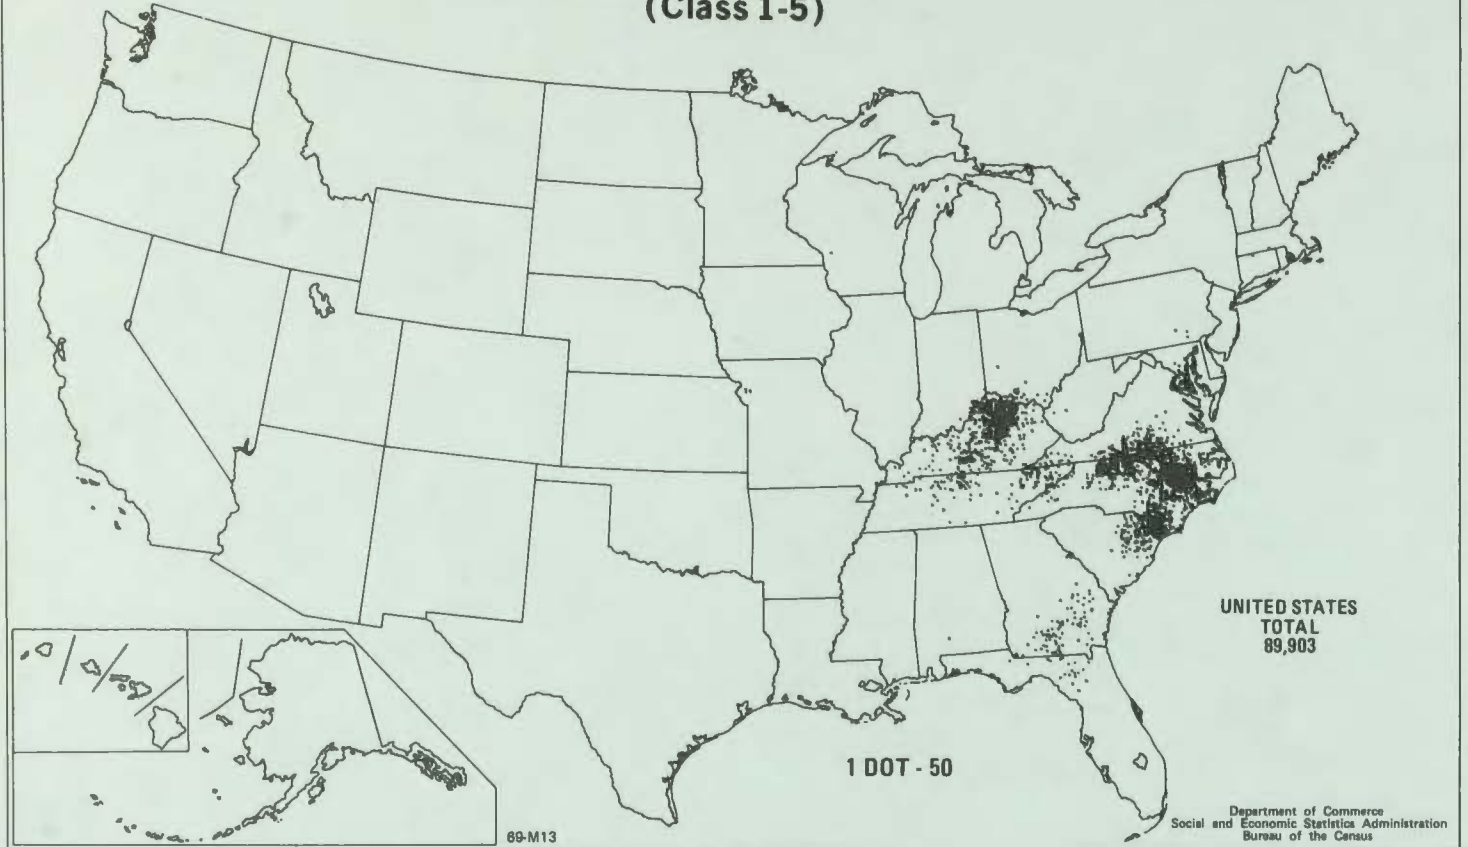 (Class 1-5)
UNITED STATES
TOTAL
89,903
1 DOT - 50
69-M13
Department of Commerce
Social and Economic Statistics Administration
Bureau of the Census